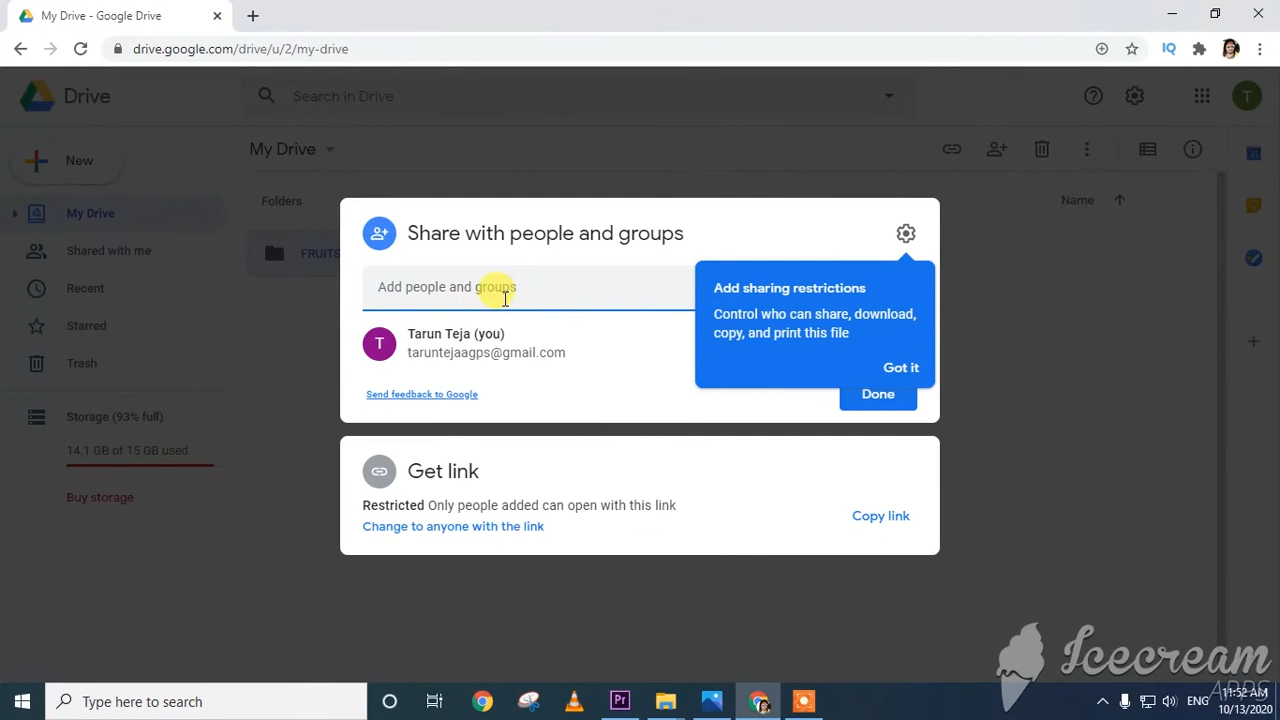 My Drive - Google Drive
drive.google.com/drive/u/2/my-drive
IQ
Drive
Search in Drive
T
New
My Drive
Folders
Name
My Drive
Shared with me
Recent
Starred
Trash
Storage (93% full)
14.1 GB of 15 GB used
Buy storage
FRUITS
Share with people and groups
Add people and groups
T
Tarun Teja (you)
taruntejaagps@gmail.com
Send feedback to Google
Add sharing restrictions
Control who can share, download,
copy, and print this file
Got it
Done
Get link
Restricted Only people added can open with this link
Change to anyone with the link
Copy link
Icecream
APPS
Type here to search
Pr
ENG
11:52 AM
10/13/2020